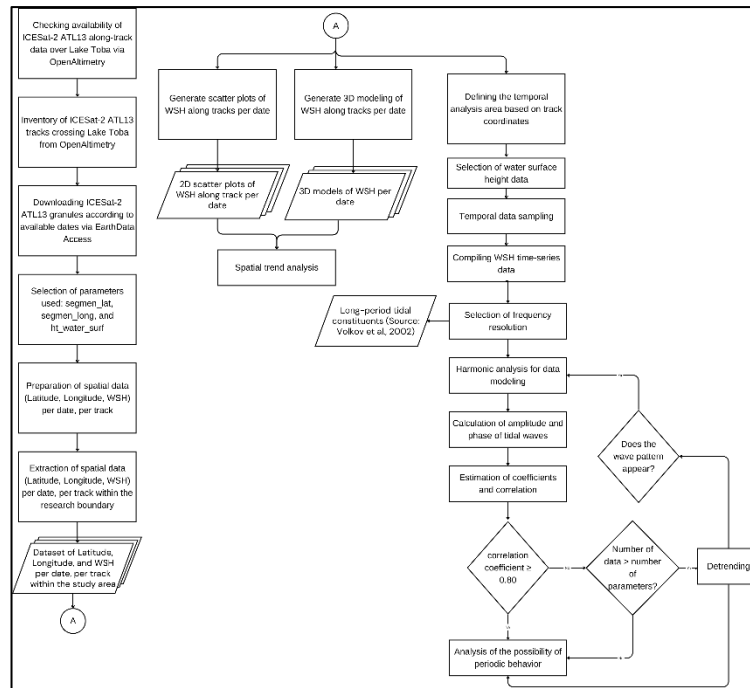 Checking availability of
ICESat-2 ATL13 along-track
data over Lake Toba via
OpenAltimetry
Inventory of ICESat-2 ATL13
tracks crossing Lake Toba
from OpenAltimetry
Downloading ICESat-2
ATL13 granules according to
available dates via EarthData
Access
Selection of parameters
used: segmen_lat,
segmen_long, and
ht_water_surf
Preparation of spatial data
(Latitude, Longitude, WSH)
per date, per track
Extraction of spatial data
(Latitude, Longitude, WSH)
per date, per track within the
research boundary
Dataset of Latitude,
Longitude, and WSH
per date, per track
within the study area
A
A
Generate scatter plots of
WSH along tracks per date
Generate 3D modeling of
WSH along tracks per date
2D scatter plots of
WSH along track per
date
3D models of WSH per
date
Spatial trend analysis
Defining the temporal
analysis area based on track
coordinates
Selection of water surface
height data
Temporal data sampling
Compiling WSH time-series
data
Long-period tidal
constituents (Source:
Volkov et al, 2002)
Selection of frequency
resolution
Harmonic analysis for data
modeling
Calculation of amplitude and
phase of tidal waves
Estimation of coefficients
and correlation
correlation
coefficient ≥
0.80
Number of
data > number
of
parameters?
Does the
wave pattern
appear?
Detrending
Analysis of the possibility of
periodic behavior